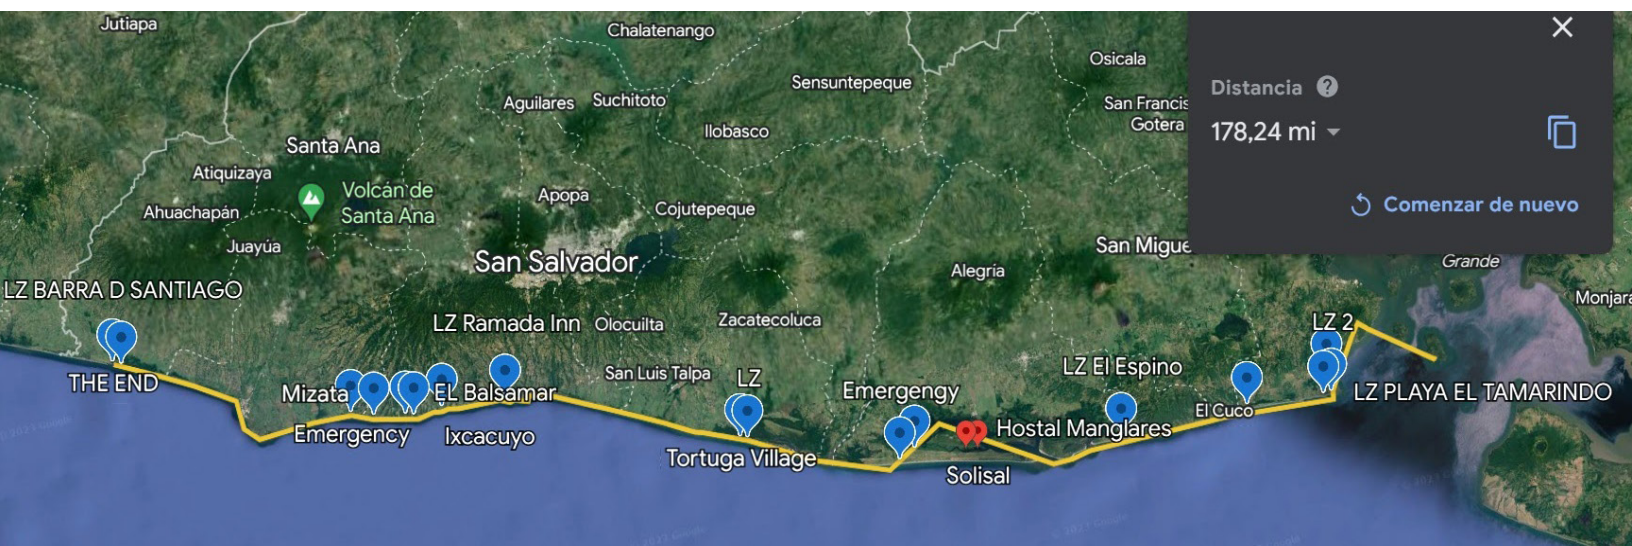 Jutiapa
Chalatenango
Osicala
Sensuntepeque
Aguilares
Suchitoto
San Francis
Gotera
Ilobasco
Santa Ana
Atiquizaya
Volcán de
Santa Ana
Apopa
Ahuachapán
Cojutepeque
Juayúa
San Salvador
Alegría
San Migue
Distancia ?
178,24 mi
Comenzar de nuevo
Grande
Monjará
LZ BARRA D SANTIAGO
LZ Ramada Inn
Olocuilta
Zacatecoluca
LZ 2
THE END
Mizata
EL Balsamar
San Luis Talpa
LZ
LZ El Espino
Emergengy
LZ PLAYA EL TAMARINDO
El Cuco
Emergency
Ixcacuyo
Hostal Manglares
Tortuga Village
Solisal